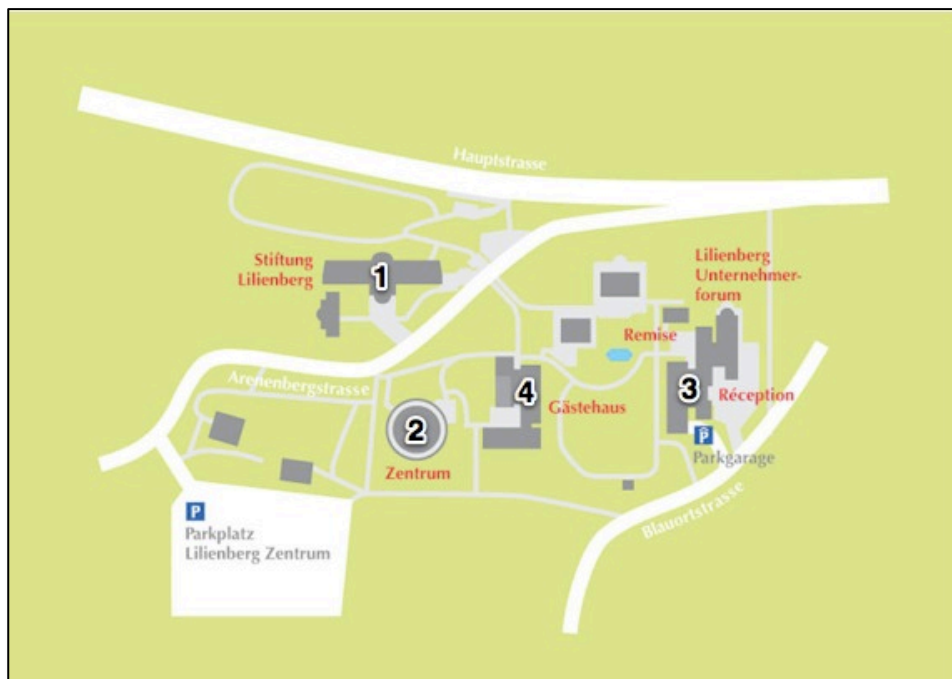 Hauptstrasse
Stiftung
Lilienberg
1
Lilienberg
Unternehmer-
forum
Remise
Arenenbergstrasse
4
Gästehaus
3
Réception
2
Zentrum
P
Parkgarage
Blauortstrasse
P
Parkplatz
Lilienberg Zentrum